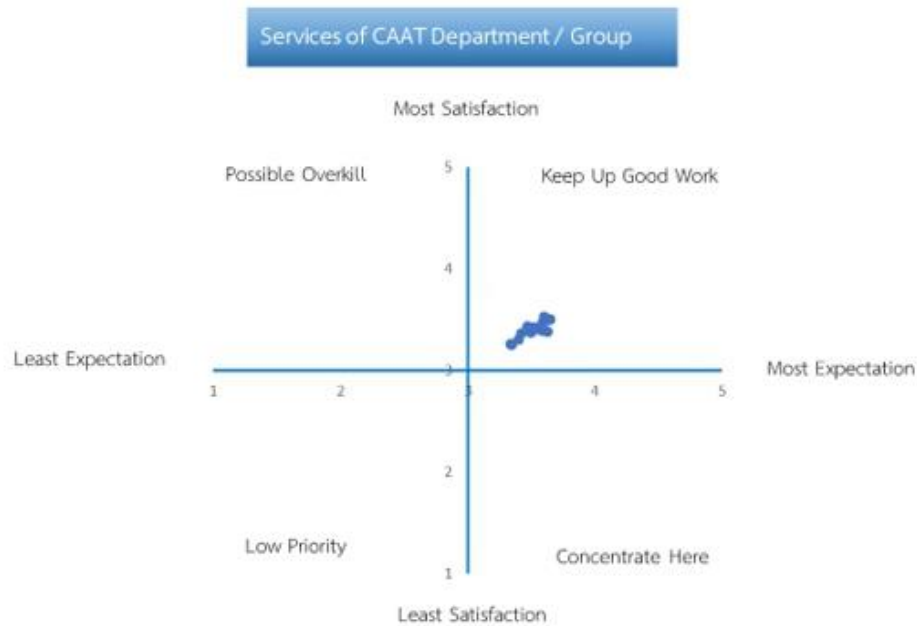 Services of CAAT Department / Group
Most Satisfaction
5
Possible Overkill
Keep Up Good Work
4
Least Expectation
3
Most Expectation
1
2
3
4
5
2
Low Priority
Concentrate Here
1
Least Satisfaction